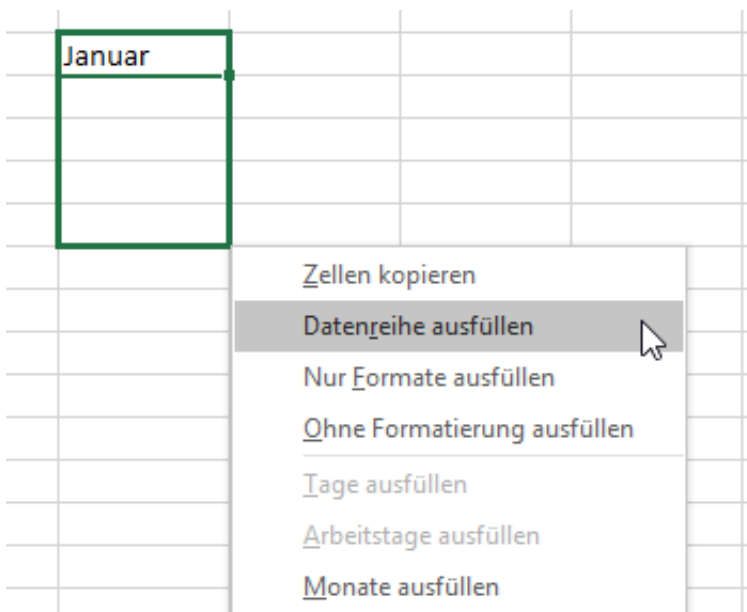 Januar
Zellen kopieren
Datenreihe ausfüllen
Nur Formate ausfüllen
Ohne Formatierung ausfüllen
Tage ausfüllen
Arbeitstage ausfüllen
Monate ausfüllen